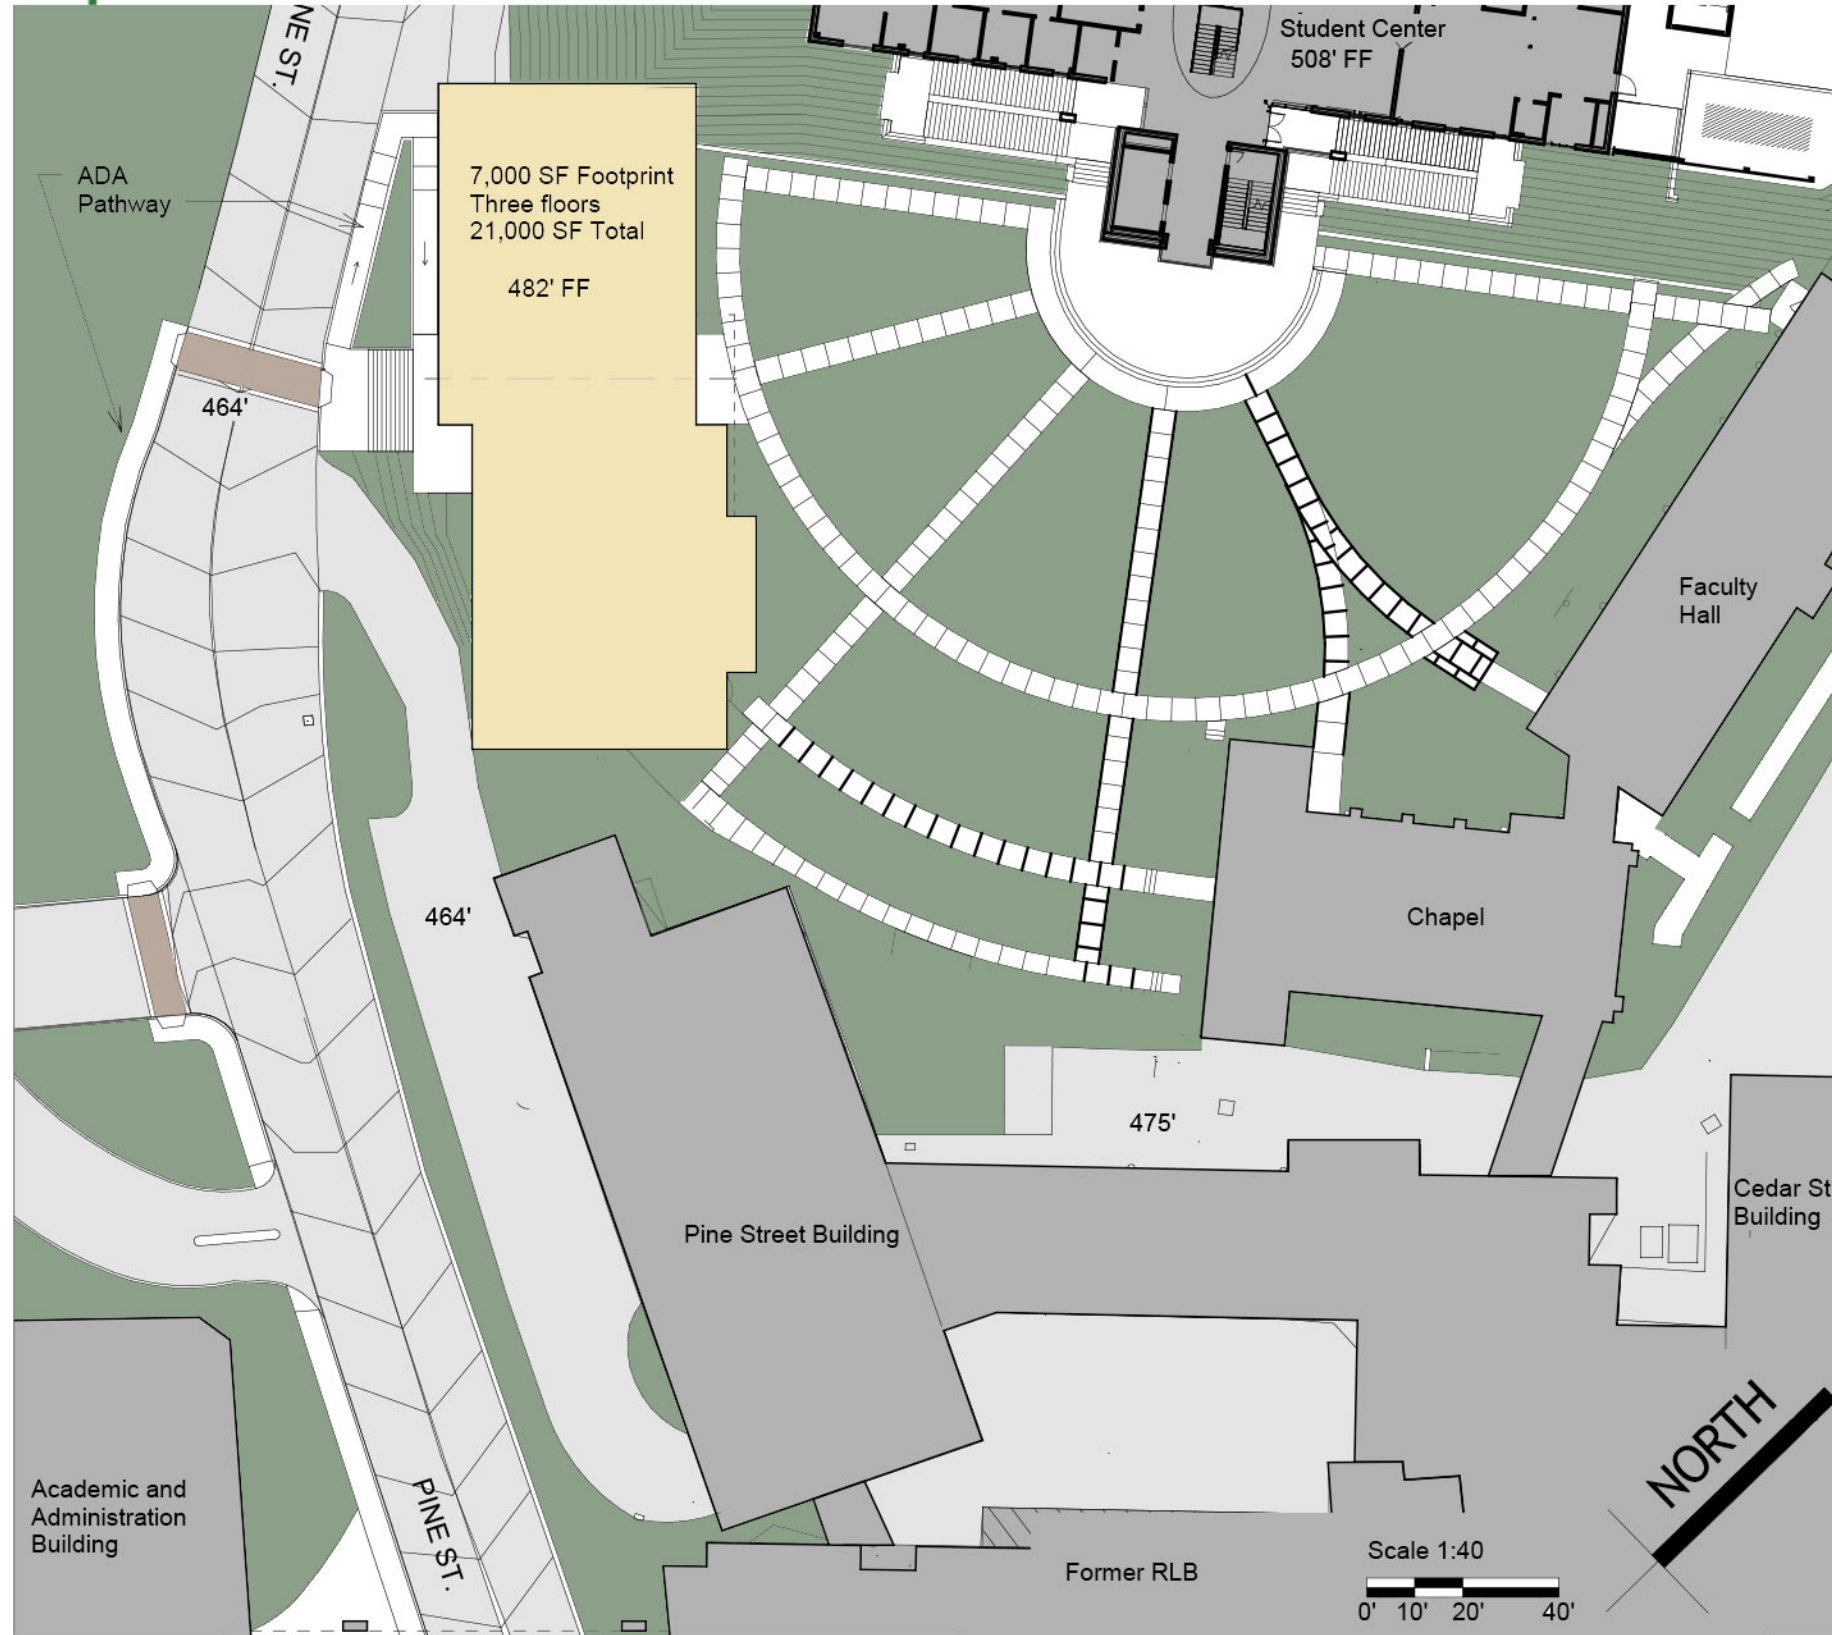 NE ST.
Student Center
508' FF
ADA
Pathway
7,000 SF Footprint
Three floors
21,000 SF Total
482' FF
464'
Faculty
Hall
464'
Chapel
475'
Pine Street Building
Cedar St
Building
Academic and
Administration
Building
PINE ST.
Former RLB
NORTH
Scale 1:40
0' 10' 20' 40'